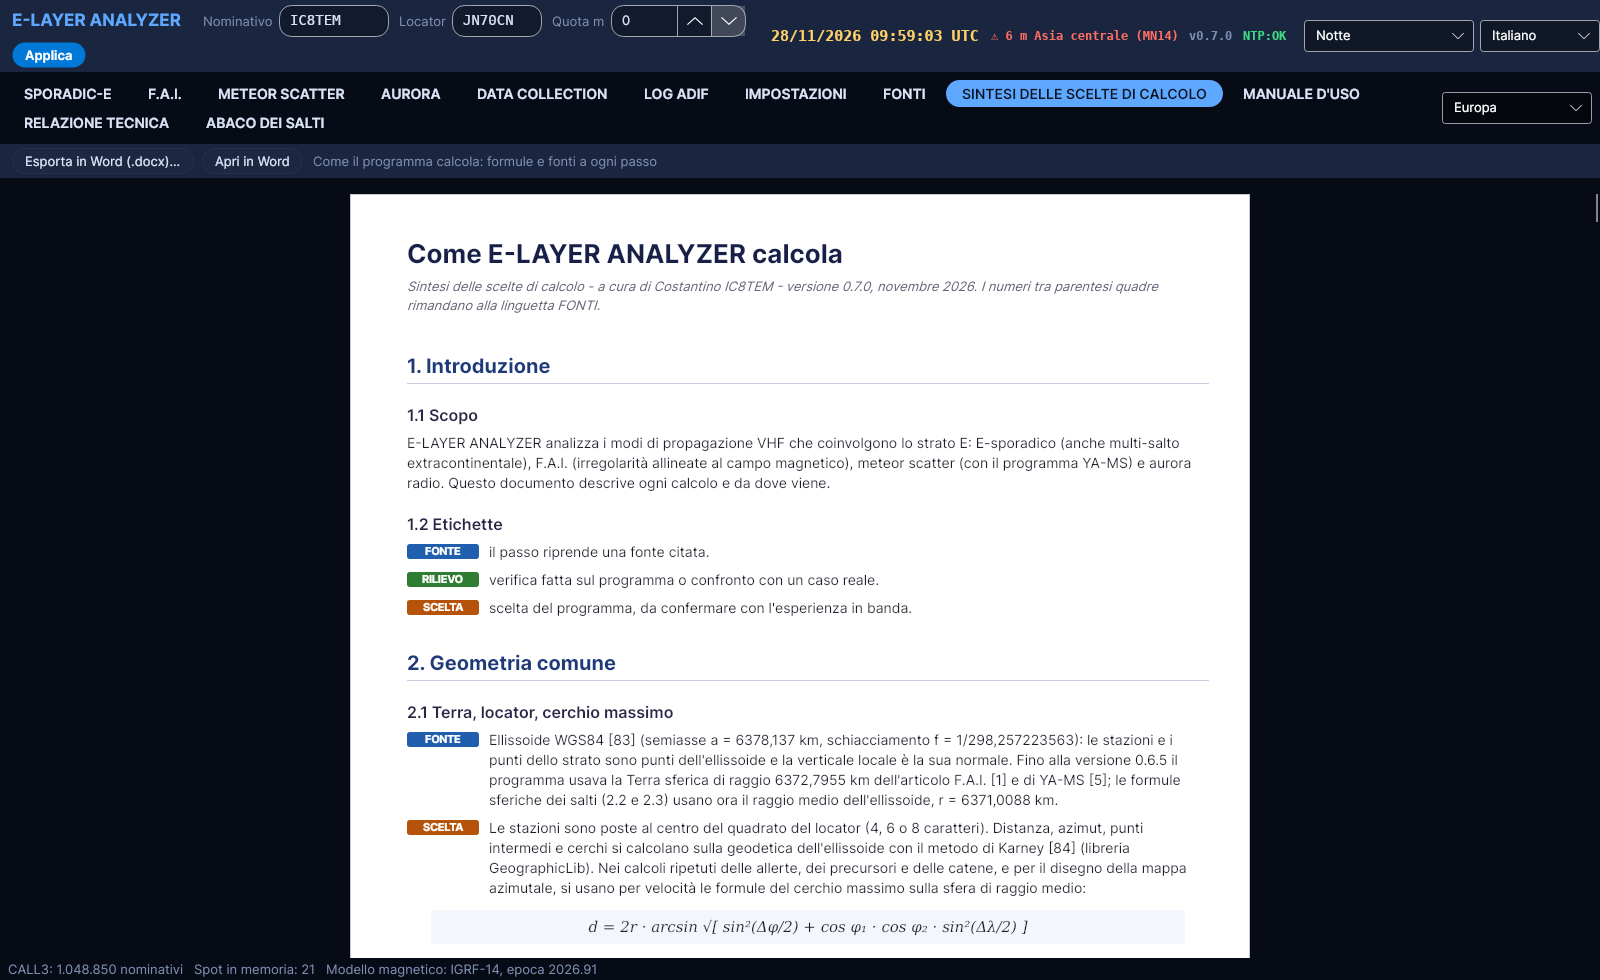 E-LAYER ANALYZER Nominativo IC8TEM Locator JN70CN Quota m 0
28/11/2026 09:59:03 UTC ⚠ 6 m Asia centrale (MN14) v0.7.0 NTP:OK Notte Italiano
Applica
SPORADIC-E F.A.I. METEOR SCATTER AURORA DATA COLLECTION LOG ADIF IMPOSTAZIONI FONTI SINTESI DELLE SCELTE DI CALCOLO MANUALE D'USO
RELAZIONE TECNICA ABACO DEI SALTI
Europa
Esporta in Word (.docx)... Apri in Word Come il programma calcola: formule e fonti a ogni passo
Come E-LAYER ANALYZER calcola
Sintesi delle scelte di calcolo - a cura di Costantino IC8TEM - versione 0.7.0, novembre 2026. I numeri tra parentesi quadre
rimandano alla linguetta FONTI.
1. Introduzione
1.1 Scopo
E-LAYER ANALYZER analizza i modi di propagazione VHF che coinvolgono lo strato E: E-sporadico (anche multi-salto
extracontinentale), F.A.I. (irregolarità allineate al campo magnetico), meteor scatter (con il programma YA-MS) e aurora
radio. Questo documento descrive ogni calcolo e da dove viene.
1.2 Etichette
FONTE il passo riprende una fonte citata.
RILIEVO verifica fatta sul programma o confronto con un caso reale.
SCELTA scelta del programma, da confermare con l'esperienza in banda.
2. Geometria comune
2.1 Terra, locator, cerchio massimo
FONTE Ellissoide WGS84 [83] (semiasse a = 6378,137 km, schiacciamento f = 1/298,257223563): le stazioni e i
punti dello strato sono punti dell'ellissoide e la verticale locale è la sua normale. Fino alla versione 0.6.5 il
programma usava la Terra sferica di raggio 6372,7955 km dell'articolo F.A.I. [1] e di YA-MS [5]; le formule
sferiche dei salti (2.2 e 2.3) usano ora il raggio medio dell'ellissoide, r = 6371,0088 km.
SCELTA Le stazioni sono poste al centro del quadrato del locator (4, 6 o 8 caratteri). Distanza, azimut, punti
intermedi e cerchi si calcolano sulla geodetica dell'ellissoide con il metodo di Karney [84] (libreria
GeographicLib). Nei calcoli ripetuti delle allerte, dei precursori e delle catene, e per il disegno della mappa
azimutale, si usano per velocità le formule del cerchio massimo sulla sfera di raggio medio:
d = 2r · arcsin √[ sin²(Δφ/2) + cos φ₁ · cos φ₂ · sin²(Δλ/2) ]
CALL3: 1.048.850 nominativi Spot in memoria: 21 Modello magnetico: IGRF-14, epoca 2026.91